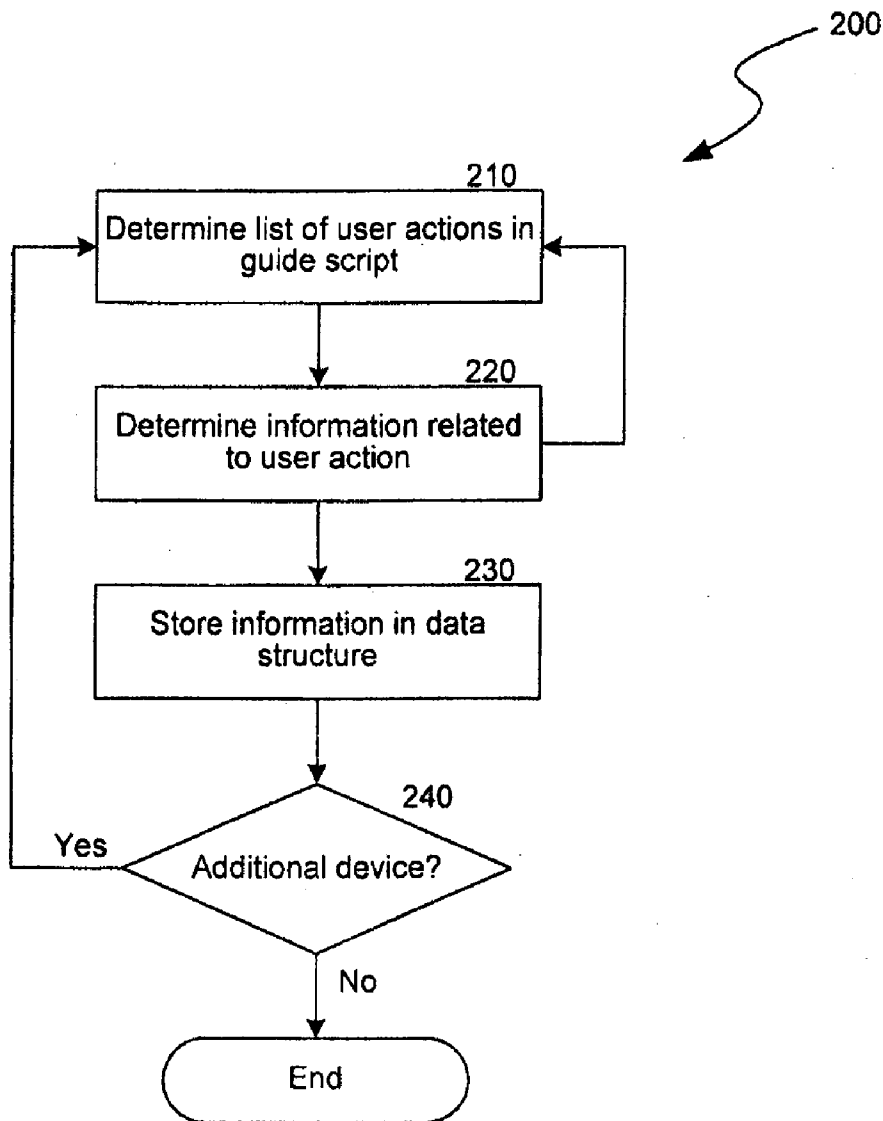 200
210
Determine list of user actions in
guide script
220
Determine information related
to user action
230
Store information in data
structure
240
Yes
Additional device?
No
End